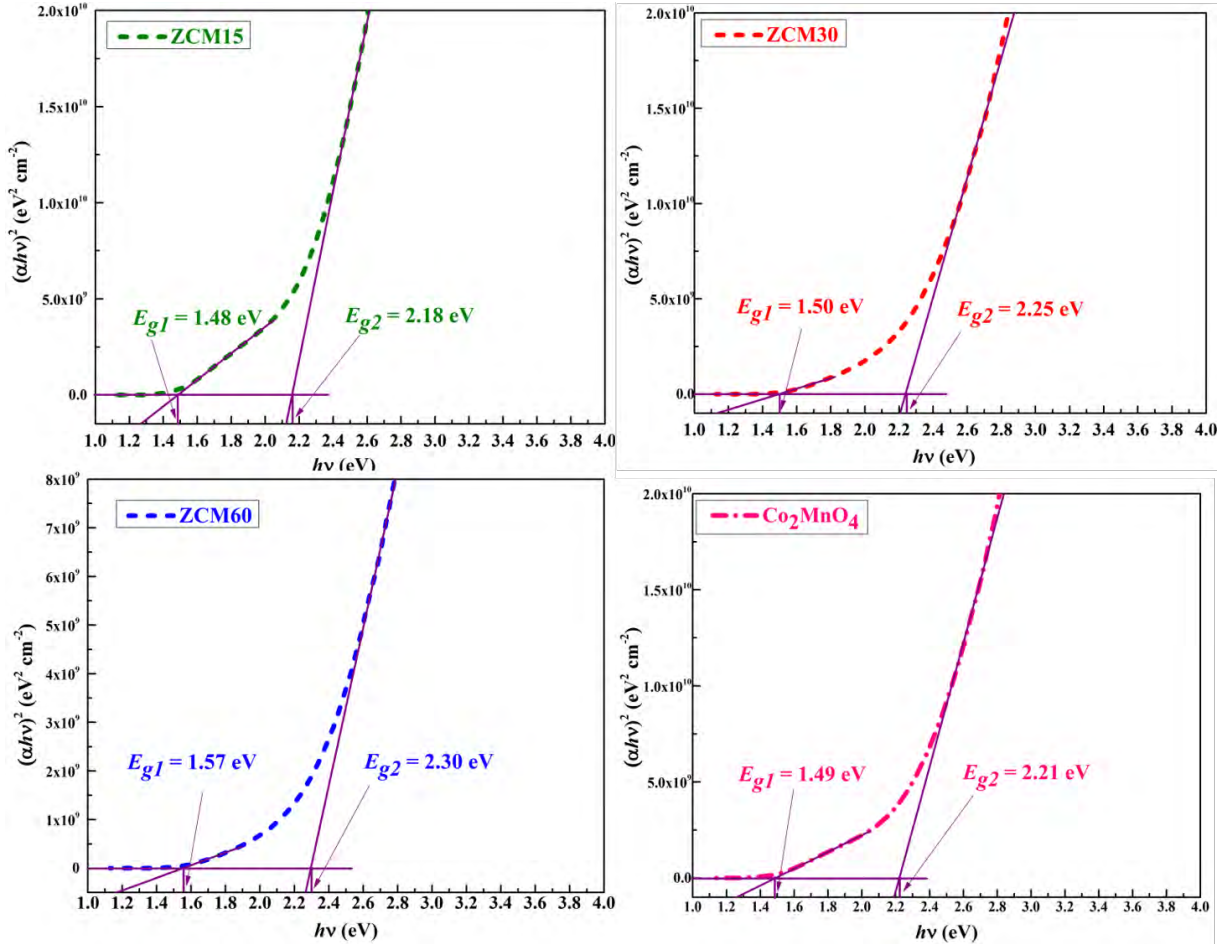 2.0x10¹⁰
ZCM15
1.5x10¹⁰
(αhν)² (eV² cm⁻²)
1.0x10¹⁰
5.0x10⁹
E_g1 = 1.48 eV
E_g2 = 2.18 eV
0.0
1.0 1.2 1.4 1.6 1.8 2.0 2.2 2.4 2.6 2.8 3.0 3.2 3.4 3.6 3.8 4.0
hν (eV)
2.0x10¹⁰
ZCM30
1.5x10¹⁰
(αhν)² (eV² cm⁻²)
1.0x10¹⁰
5.0x10⁹
E_g1 = 1.50 eV
E_g2 = 2.25 eV
0.0
1.0 1.2 1.4 1.6 1.8 2.0 2.2 2.4 2.6 2.8 3.0 3.2 3.4 3.6 3.8 4.0
hν (eV)
8x10⁹
ZCM60
7x10⁹
6x10⁹
5x10⁹
(αhν)² (eV² cm⁻²)
4x10⁹
3x10⁹
2x10⁹
E_g1 = 1.57 eV
E_g2 = 2.30 eV
1x10⁹
0
1.0 1.2 1.4 1.6 1.8 2.0 2.2 2.4 2.6 2.8 3.0 3.2 3.4 3.6 3.8 4.0
hν (eV)
2.0x10¹⁰
Co₂MnO₄
1.5x10¹⁰
(αhν)² (eV² cm⁻²)
1.0x10¹⁰
5.0x10⁹
E_g1 = 1.49 eV
E_g2 = 2.21 eV
0.0
1.0 1.2 1.4 1.6 1.8 2.0 2.2 2.4 2.6 2.8 3.0 3.2 3.4 3.6 3.8 4.0
hν (eV)